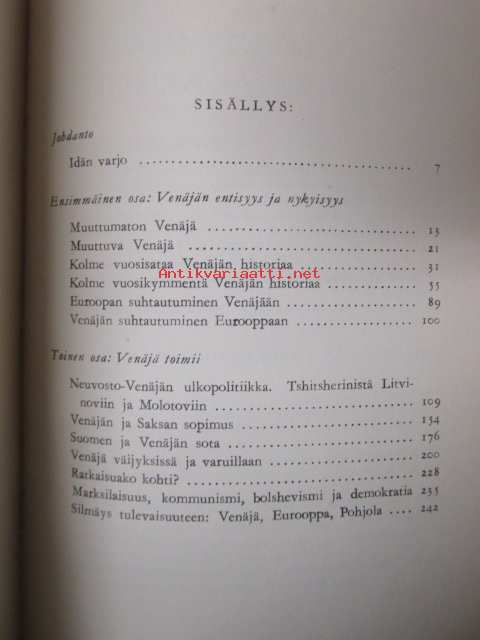 SISÄLLYS:
Johdanto
Idän varjo 7
Ensimmäinen osa: Venäjän entisyys ja nykyisyys
Muuttumaton Venäjä 13
Muuttuva Venäjä 21
Kolme vuosisataa Venäjän historiaa 31
Antikvariaatti.net
Kolme vuosikymmentä Venäjän historiaa 55
Euroopan suhtautuminen Venäjään 89
Venäjän suhtautuminen Eurooppaan 100
Toinen osa: Venäjä toimii
Neuvosto-Venäjän ulkopolitiikka. Tshitsherinistä Litvi-
noviin ja Molotoviin 109
Venäjän ja Saksan sopimus 154
Suomen ja Venäjän sota 176
Venäjä väijyksissä ja varuillaan 200
Ratkaisuako kohti? 228
Marksilaisuus, kommunismi, bolshevismi ja demokratia 235
Silmäys tulevaisuuteen: Venäjä, Eurooppa, Pohjola .... 242